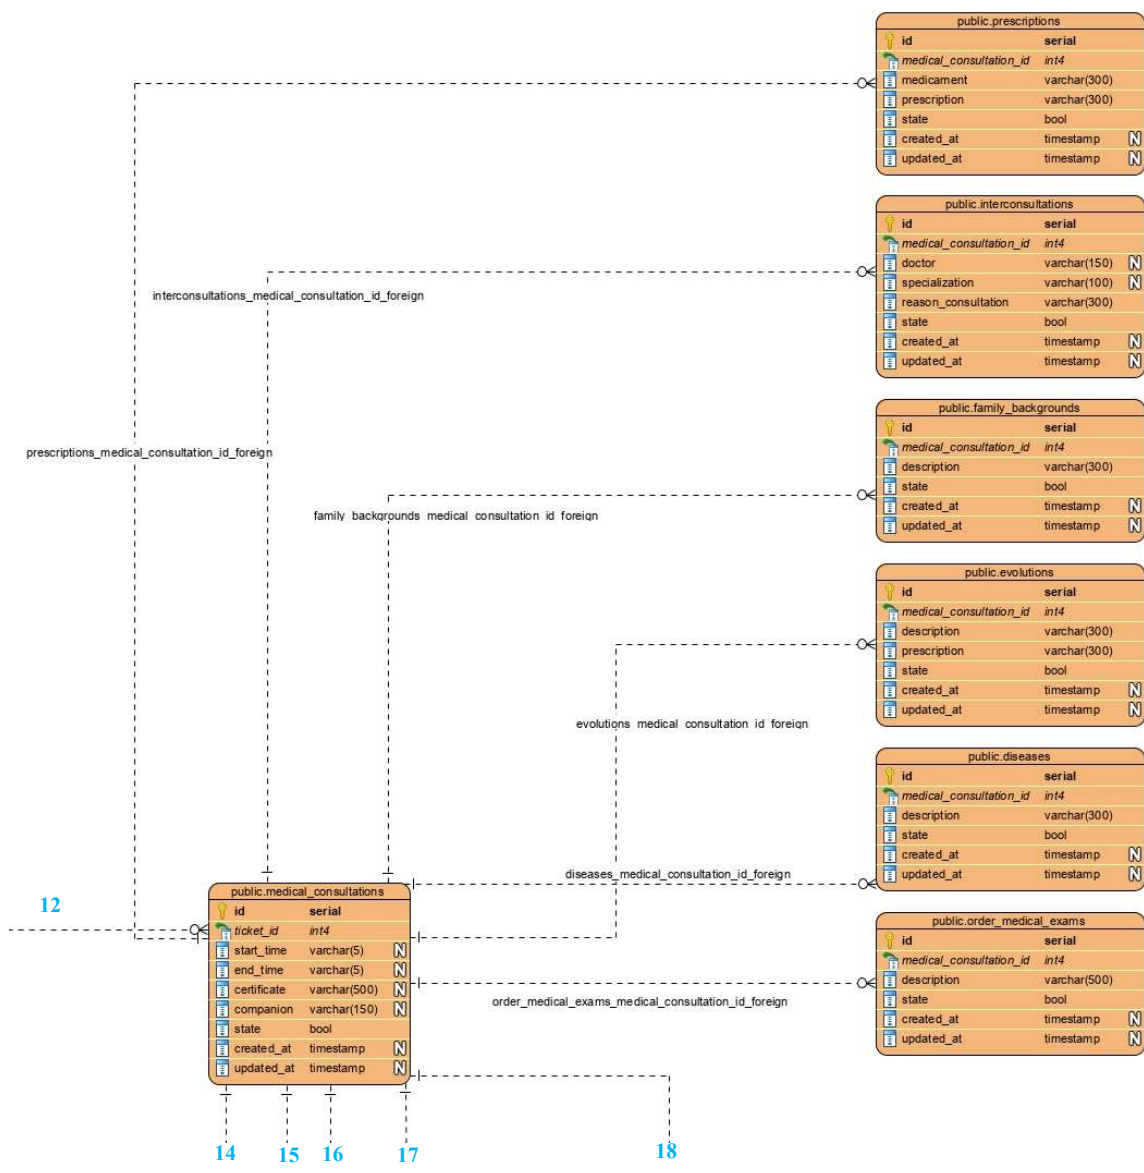 public.prescriptions
id serial
medical_consultation_id int4
medicament varchar(300)
prescription varchar(300)
state bool
created_at timestamp N
updated_at timestamp N
public.interconsultations
id serial
medical_consultation_id int4
doctor varchar(150) N
specialization varchar(100) N
reason_consultation varchar(300)
state bool
created_at timestamp N
updated_at timestamp N
interconsultations_medical_consultation_id_foreign
prescriptions_medical_consultation_id_foreign
public.family_backgrounds
id serial
medical_consultation_id int4
description varchar(300)
state bool
created_at timestamp N
updated_at timestamp N
family_backgrounds_medical_consultation_id_foreign
public.evolutions
id serial
medical_consultation_id int4
description varchar(300)
prescription varchar(300)
state bool
created_at timestamp N
updated_at timestamp N
evolutions_medical_consultation_id_foreign
public.diseases
id serial
medical_consultation_id int4
description varchar(300)
state bool
created_at timestamp N
updated_at timestamp N
diseases_medical_consultation_id_foreign
public.medical_consultations
id serial
ticket_id int4
start_time varchar(5) N
end_time varchar(5) N
certificate varchar(500) N
companion varchar(150) N
state bool
created_at timestamp N
updated_at timestamp N
12
public.order_medical_exams
id serial
medical_consultation_id int4
description varchar(500)
state bool
created_at timestamp N
updated_at timestamp N
order_medical_exams_medical_consultation_id_foreign
14 15 16 17 18